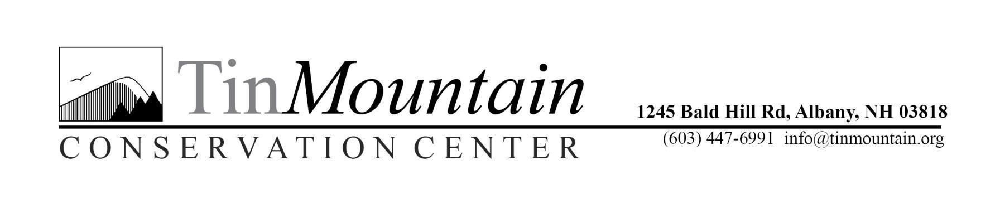 TinMountain
1245 Bald Hill Rd, Albany, NH 03818
CONSERVATION CENTER
(603) 447-6991 info@tinmountain.org